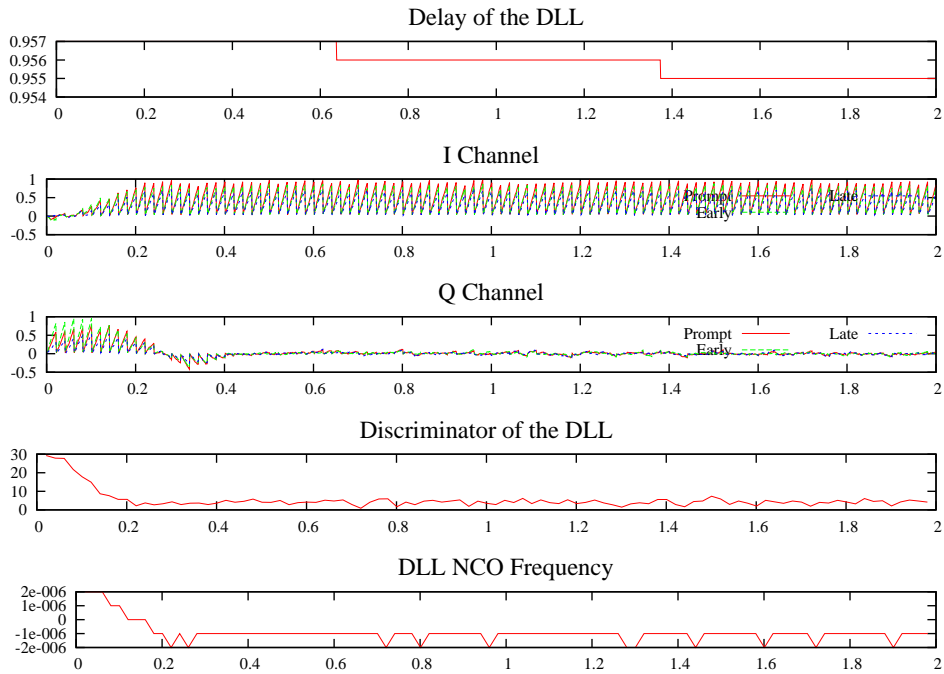 Delay of the DLL
0.957
0.956
0.955
0.954
0 0.2 0.4 0.6 0.8 1 1.2 1.4 1.6 1.8 2
I Channel
1
0.5
0
-0.5
Prompt Late
Early
0 0.2 0.4 0.6 0.8 1 1.2 1.4 1.6 1.8 2
Q Channel
1
0.5
0
-0.5
Prompt Late
Early
0 0.2 0.4 0.6 0.8 1 1.2 1.4 1.6 1.8 2
Discriminator of the DLL
30
20
10
0
0 0.2 0.4 0.6 0.8 1 1.2 1.4 1.6 1.8 2
DLL NCO Frequency
2e-006
1e-006
0
-1e-006
-2e-006
0 0.2 0.4 0.6 0.8 1 1.2 1.4 1.6 1.8 2